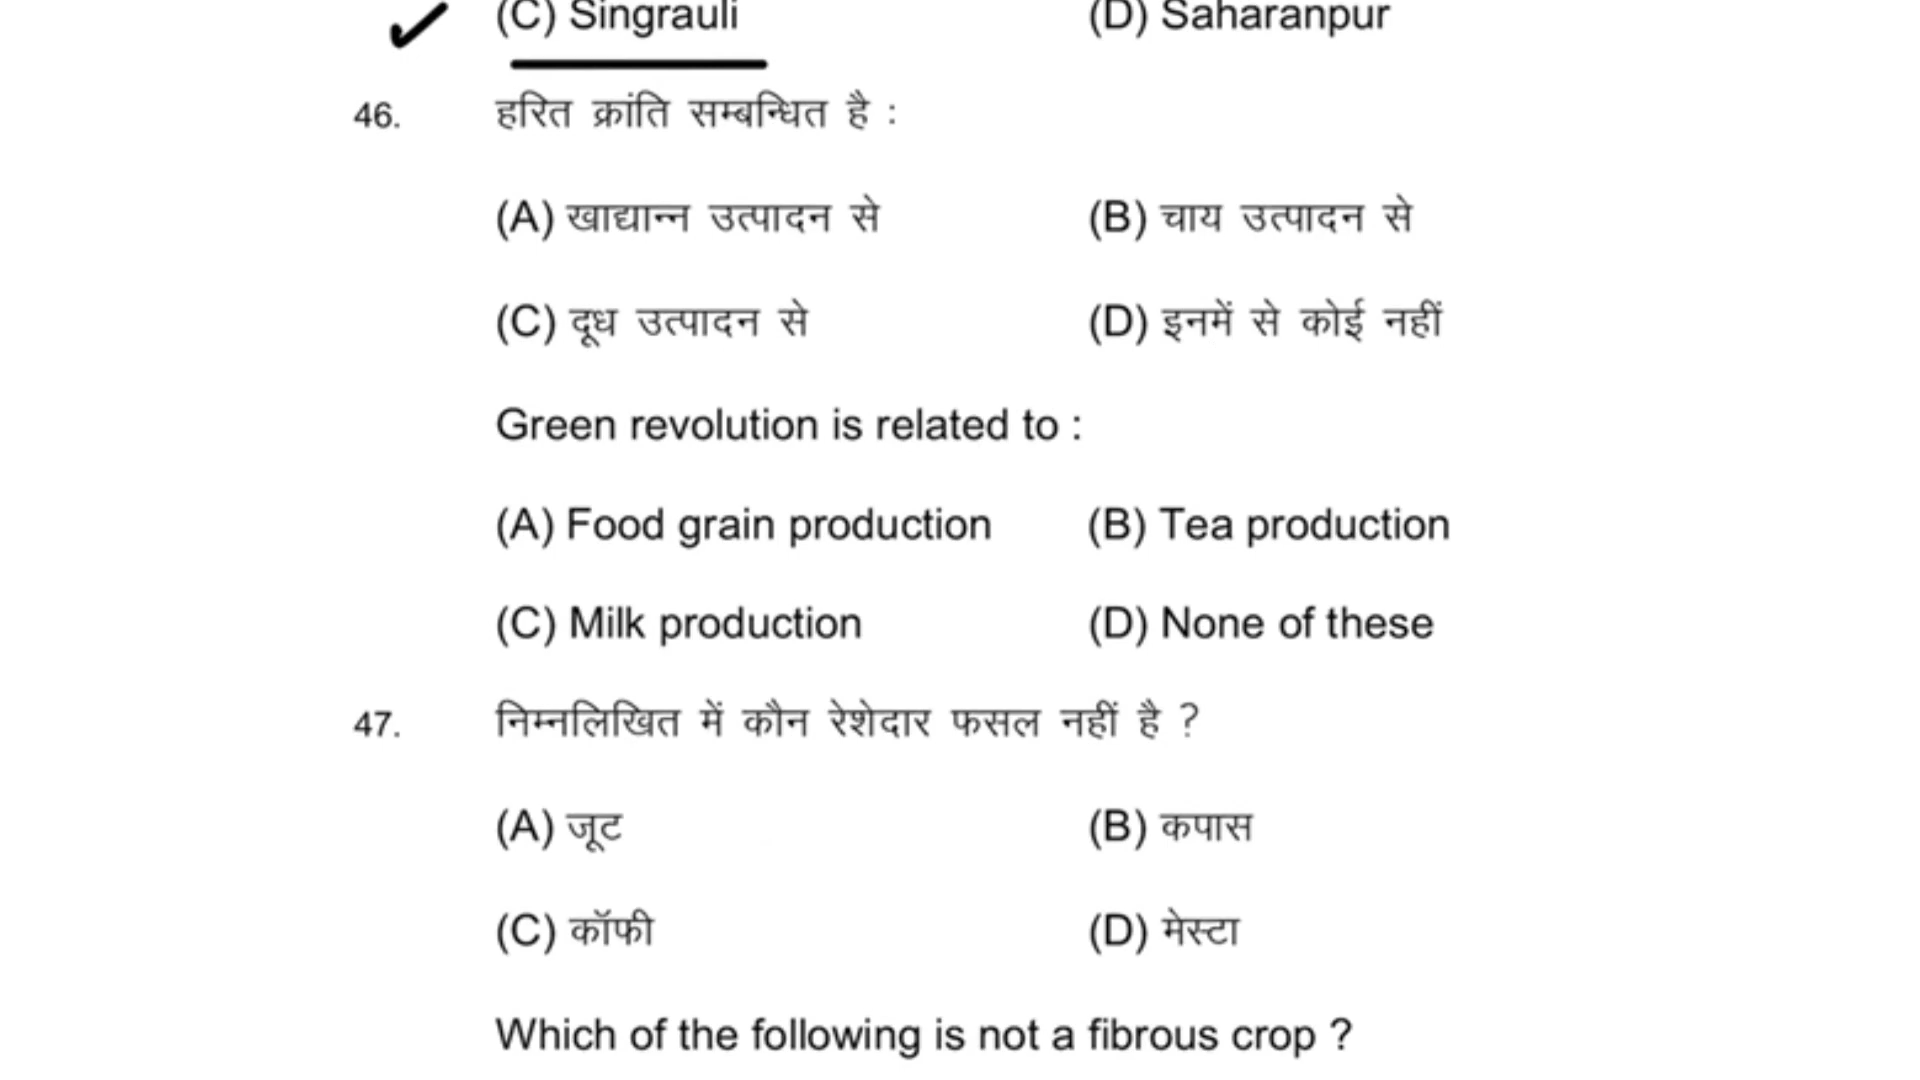 (C) Singrauli (D) Saharanpur
46. हरित क्रांति सम्बन्धित है :
(A) खाद्यान्न उत्पादन से (B) चाय उत्पादन से
(C) दूध उत्पादन से (D) इनमें से कोई नहीं
Green revolution is related to :
(A) Food grain production (B) Tea production
(C) Milk production (D) None of these
47. निम्नलिखित में कौन रेशेदार फसल नहीं है ?
(A) जूट (B) कपास
(C) कॉफी (D) मेस्टा
Which of the following is not a fibrous crop ?